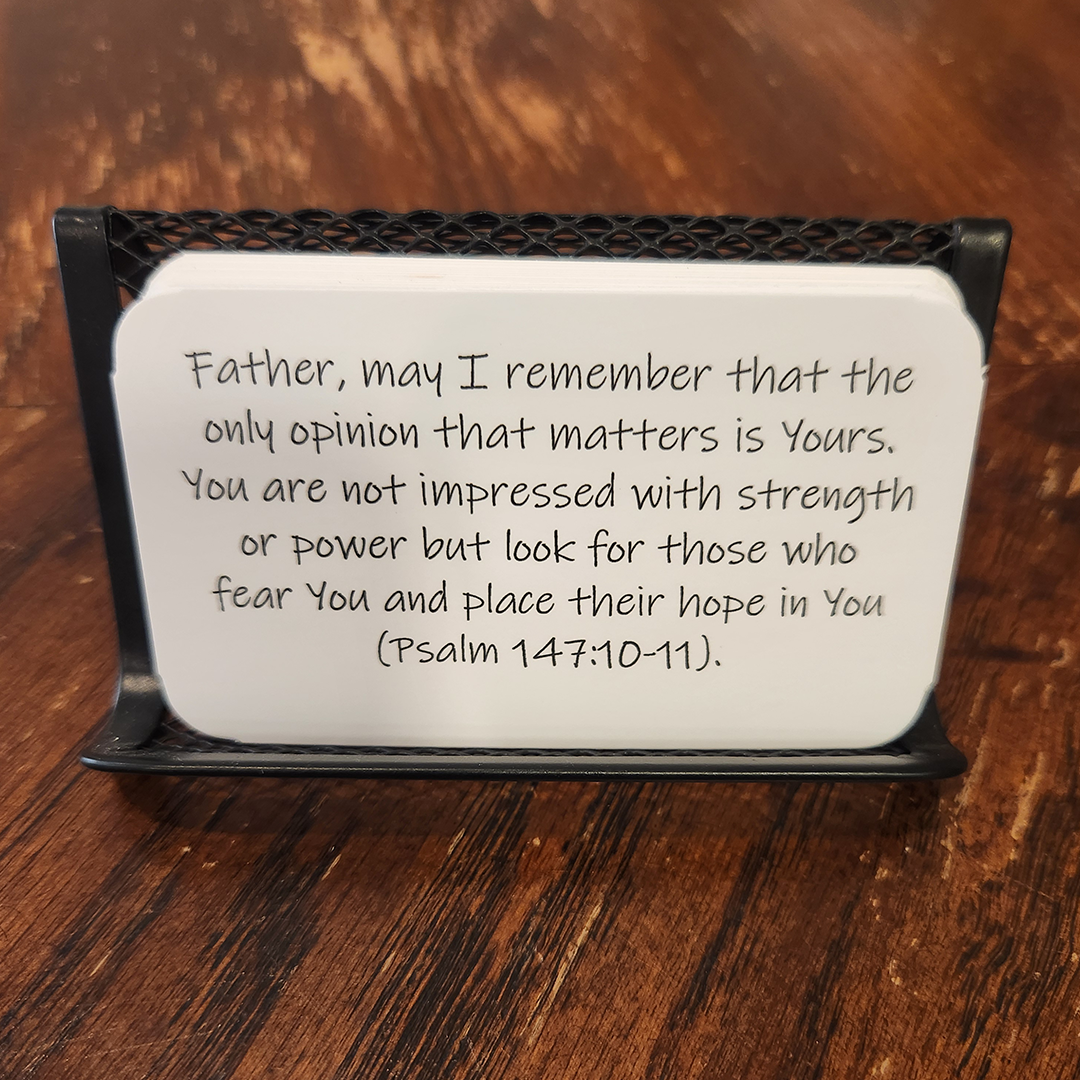 Father, may I remember that the
only opinion that matters is Yours.
You are not impressed with strength
or power but look for those who
fear You and place their hope in You
(Psalm 147:10-11).